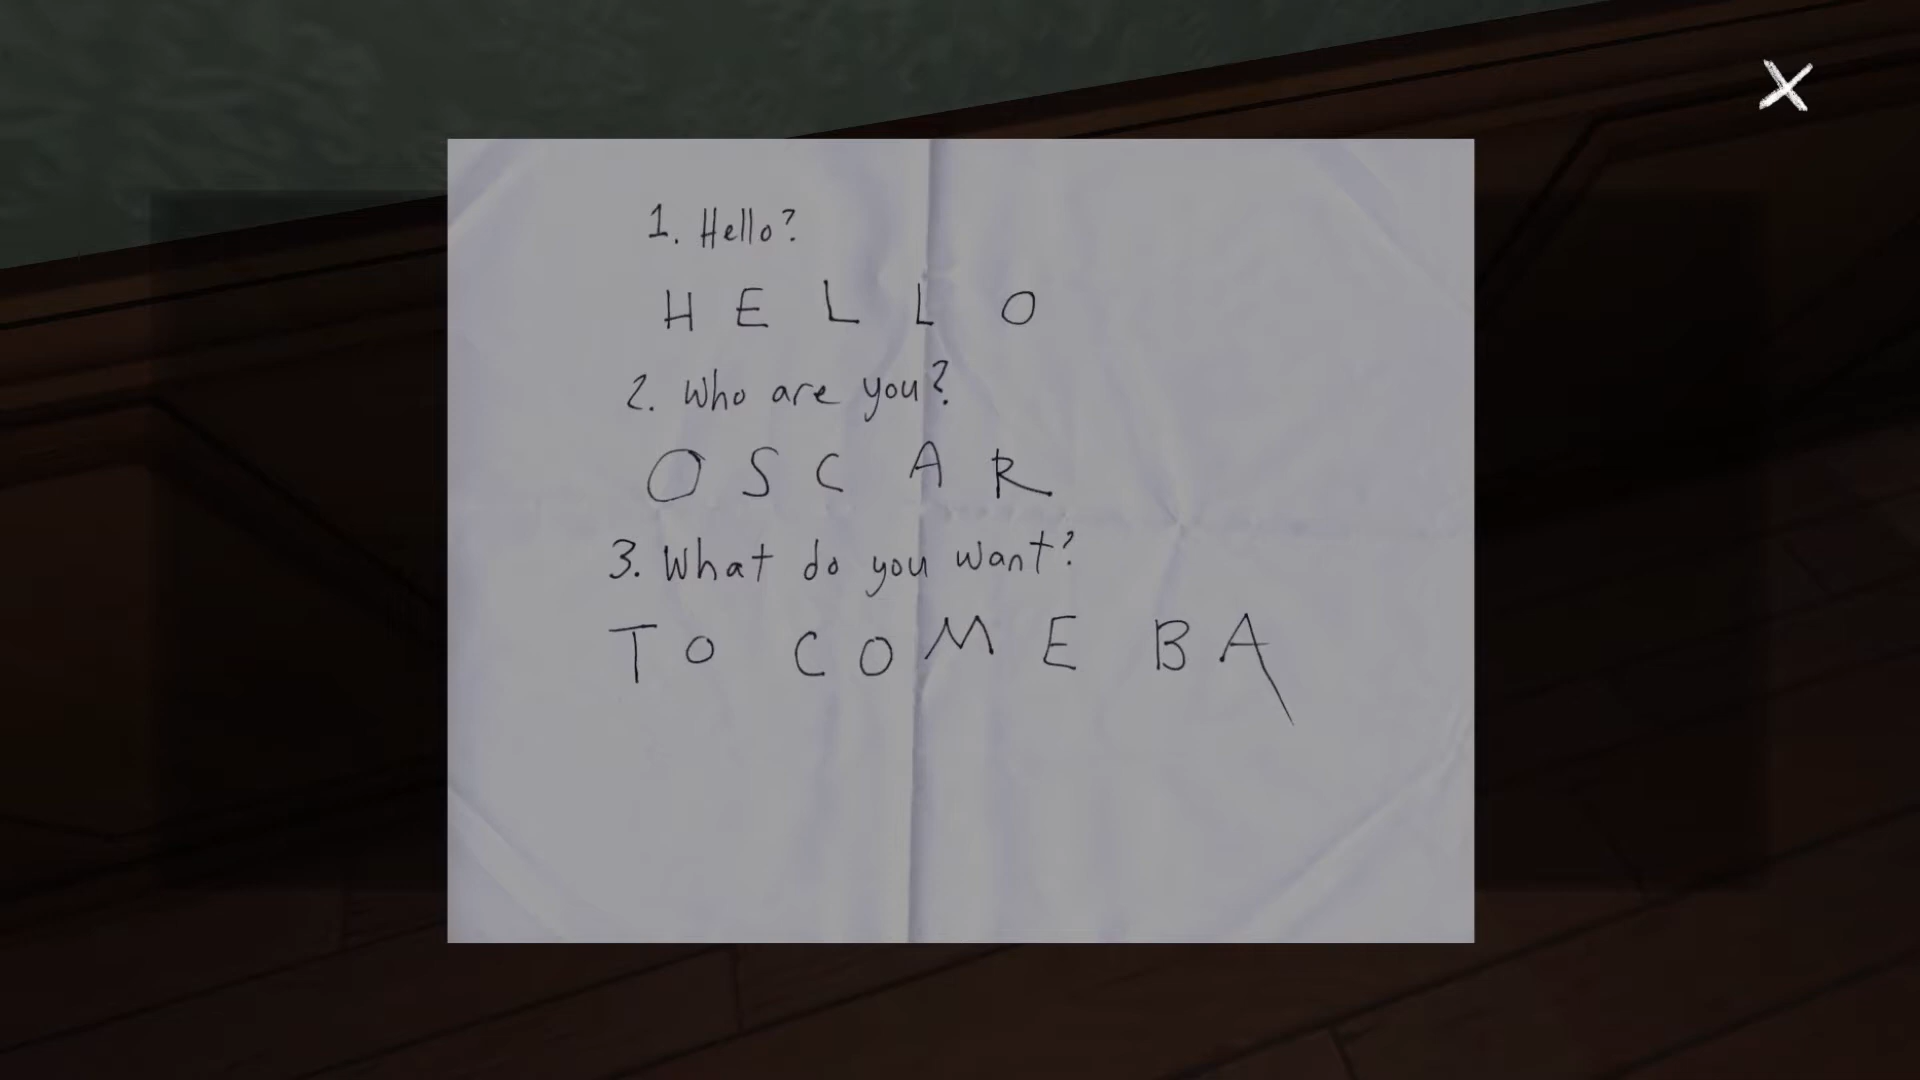 1. Hello?
H E L L O
2. Who are you?
O S C A R
3. What do you want?
T O C O M E B A